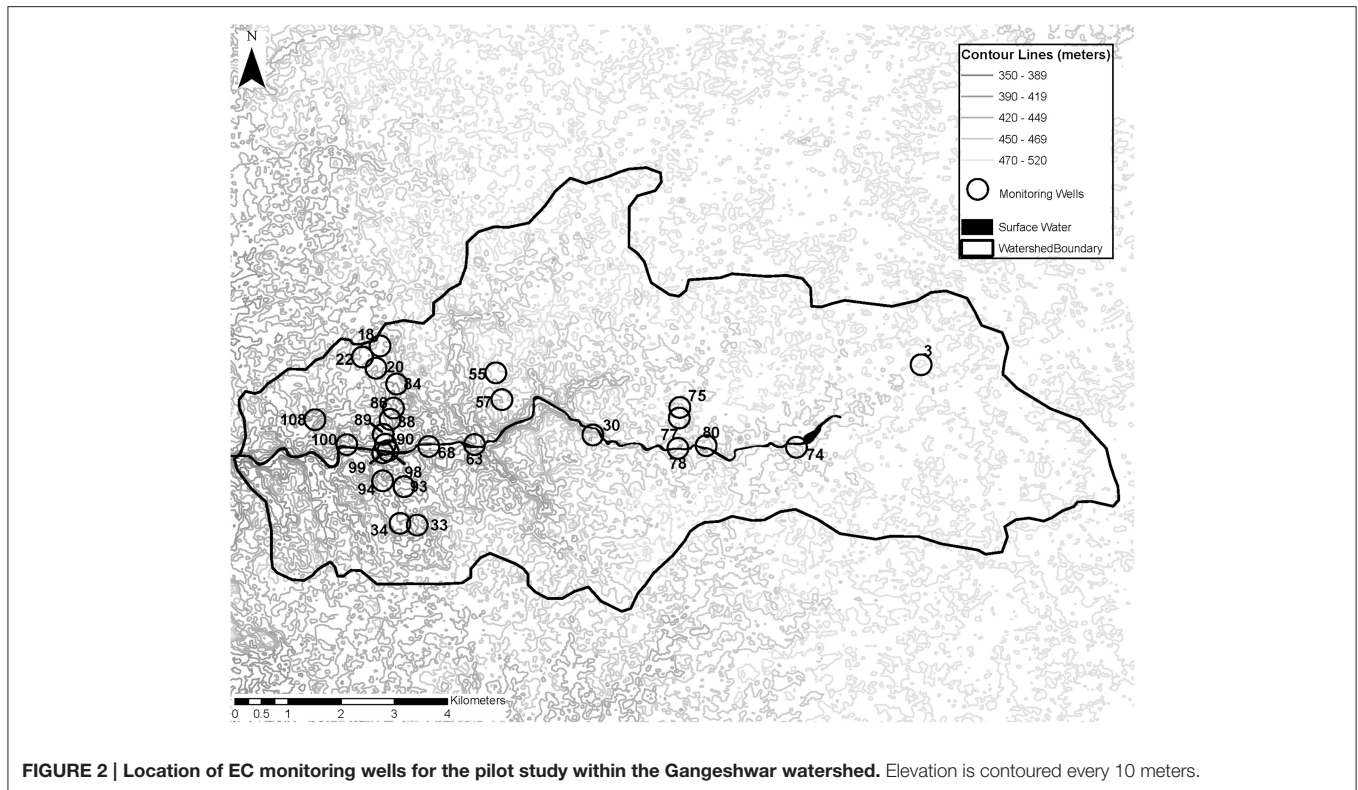 N
Contour Lines (meters)
350 - 389
390 - 419
420 - 449
450 - 469
470 - 520
Monitoring Wells
Surface Water
WatershedBoundary
18
22
20
84
55
57
3
75
86
108
89
88
30
77
80
100
90
68
63
78
74
99
98
94
93
34
33
Kilometers
0 0.5 1 2 3 4
FIGURE 2 | Location of EC monitoring wells for the pilot study within the Gangeshwar watershed. Elevation is contoured every 10 meters.